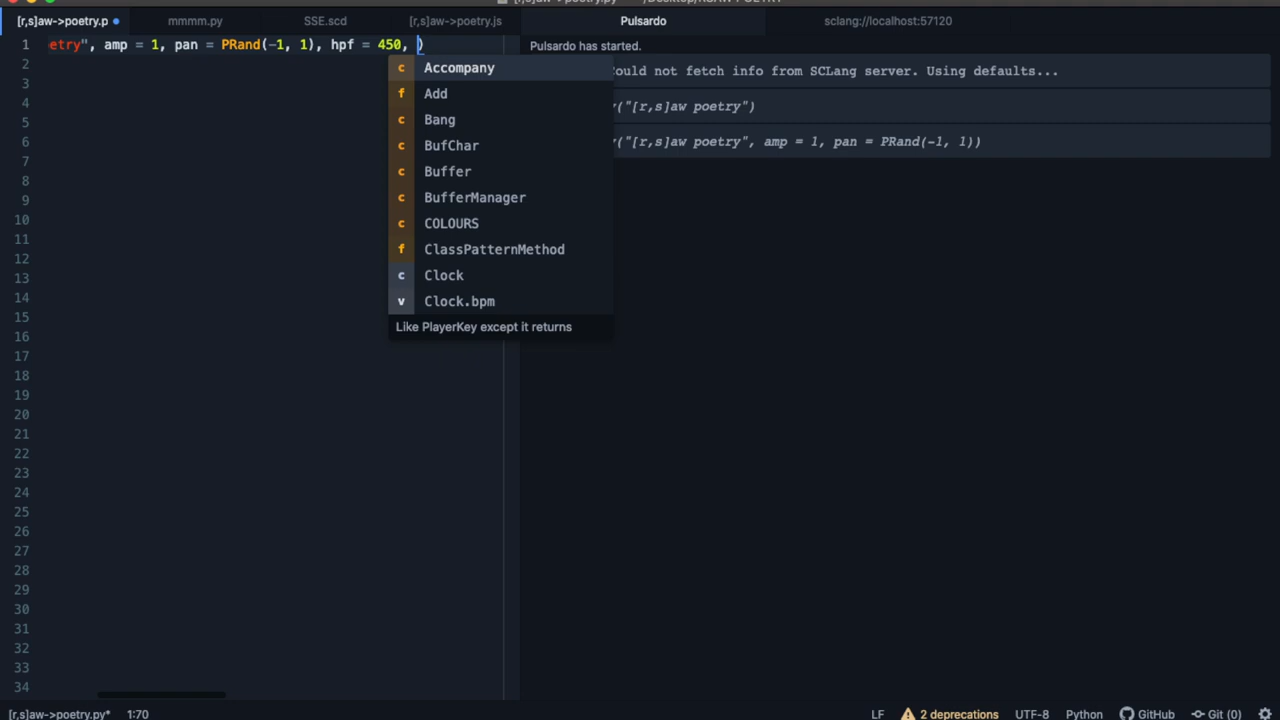 [r,s]aw->poetry.p
mmmm.py
SSE.scd
[r,s]aw->poetry.js
Pulsardo
sclang://localhost:57120
1 etry", amp = 1, pan = PRand(-1, 1), hpf = 450, )
Pulsardo has started.
2
c Accompany
ould not fetch info from SCLang server. Using defaults...
3
4
f Add
("[r,s]aw poetry")
5
c Bang
6
c BufChar
("[r,s]aw poetry", amp = 1, pan = PRand(-1, 1))
7
c Buffer
8
9
c BufferManager
10
c COLOURS
11
f ClassPatternMethod
12
13
c Clock
14
v Clock.bpm
15
Like PlayerKey except it returns
16
17
18
19
20
21
22
23
24
25
26
27
28
29
30
31
32
33
34
[r,s]aw->poetry.py* 1:70
LF 2 deprecations UTF-8 Python GitHub Git (0)